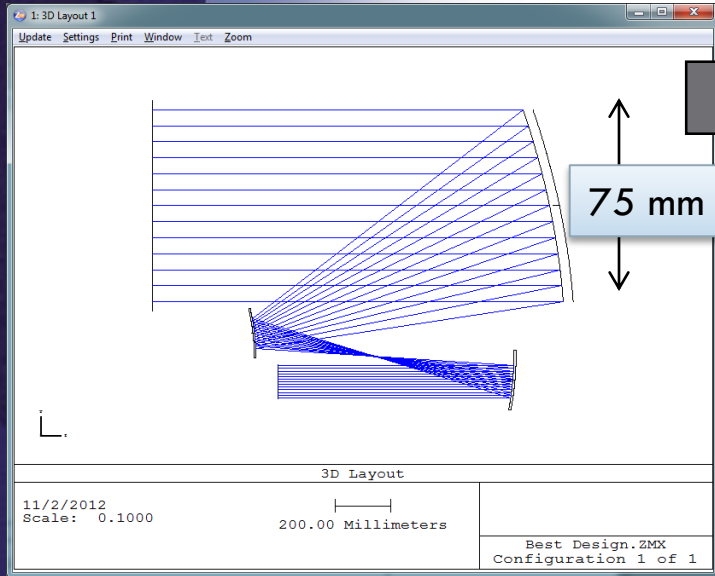 1: 3D Layout 1
Update Settings Print Window Text Zoom
75 mm
3D Layout
11/2/2012
Scale: 0.1000
200.00 Millimeters
Best Design.ZMX
Configuration 1 of 1